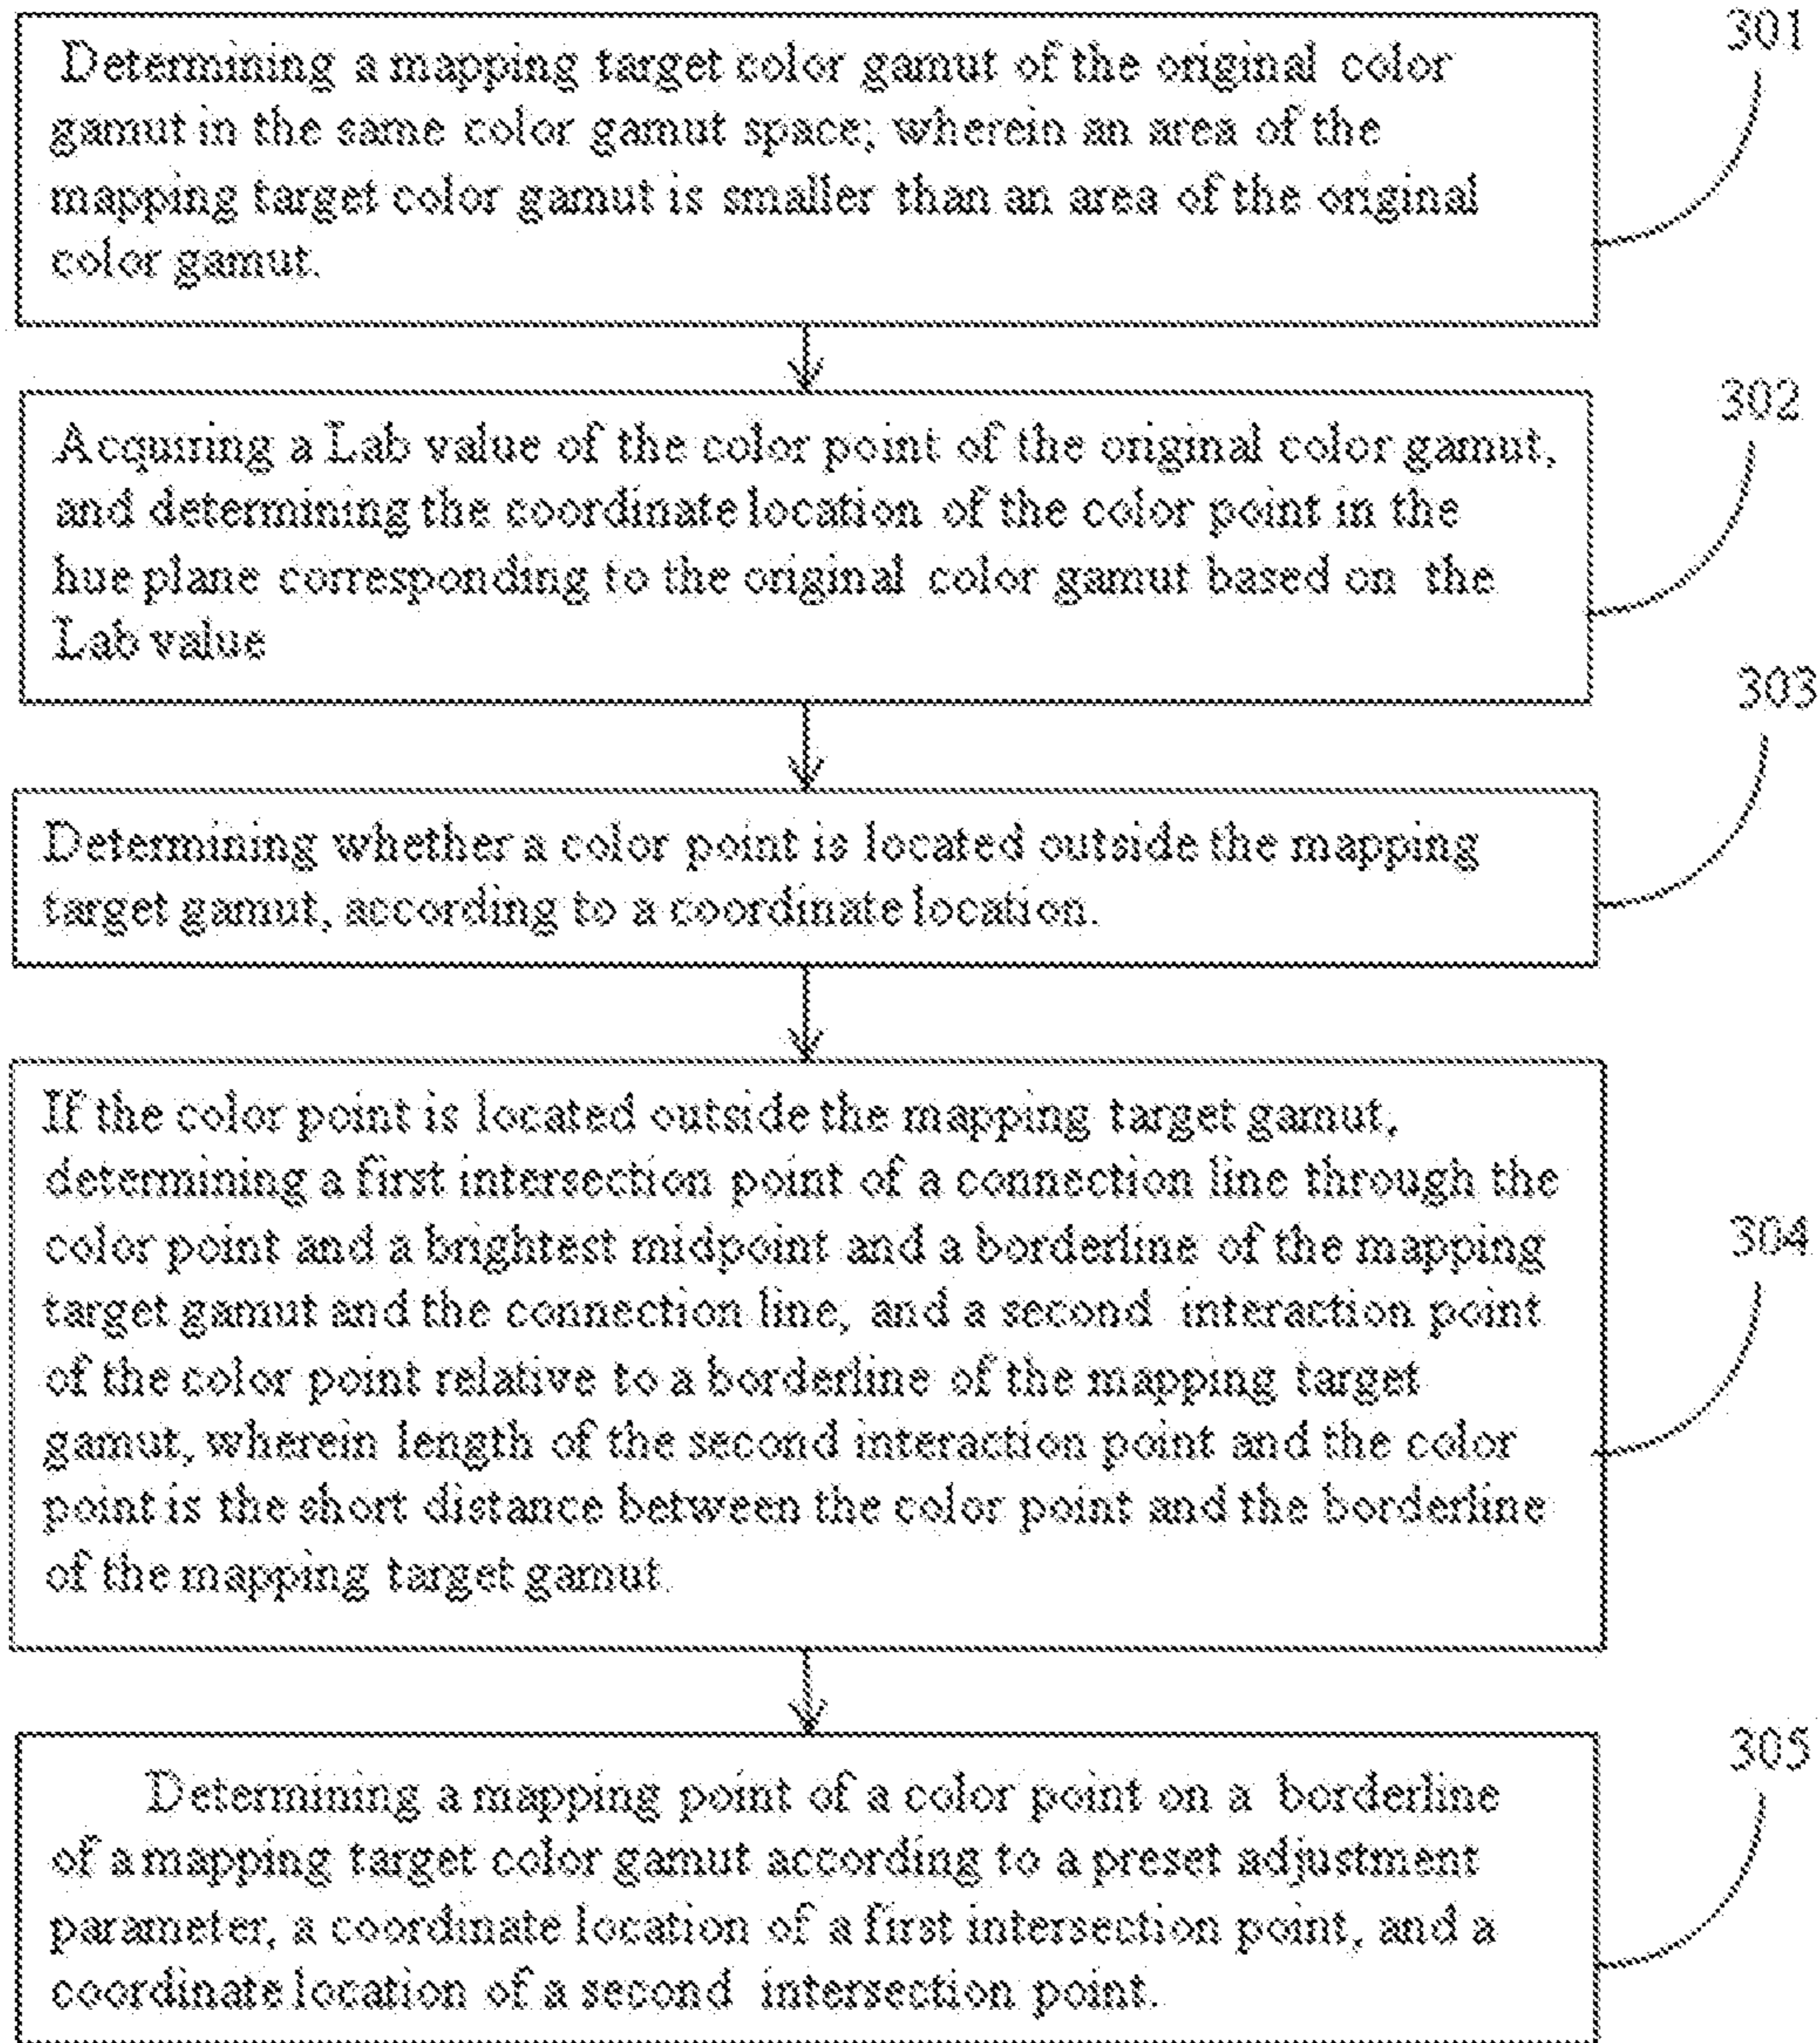 301
Determining a mapping target color gamut of the original color
gamut in the same color gamut space; wherein an area of the
mapping target color gamut is smaller than an area of the original
color gamut.
302
Acquiring a Lab value of the color point of the original color gamut,
and determining the coordinate location of the color point in the
hue plane corresponding to the original color gamut based on the
Lab value
303
Determining whether a color point is located outside the mapping
target gamut, according to a coordinate location.
304
If the color point is located outside the mapping target gamut,
determining a first intersection point of a connection line through the
color point and a brightest midpoint and a borderline of the mapping
target gamut and the connection line, and a second interaction point
of the color point relative to a borderline of the mapping target
gamut, wherein length of the second interaction point and the color
point is the short distance between the color point and the borderline
of the mapping target gamut.
305
Determining a mapping point of a color point on a borderline
of a mapping target color gamut according to a preset adjustment
parameter, a coordinate location of a first intersection point, and a
coordinate location of a second intersection point.